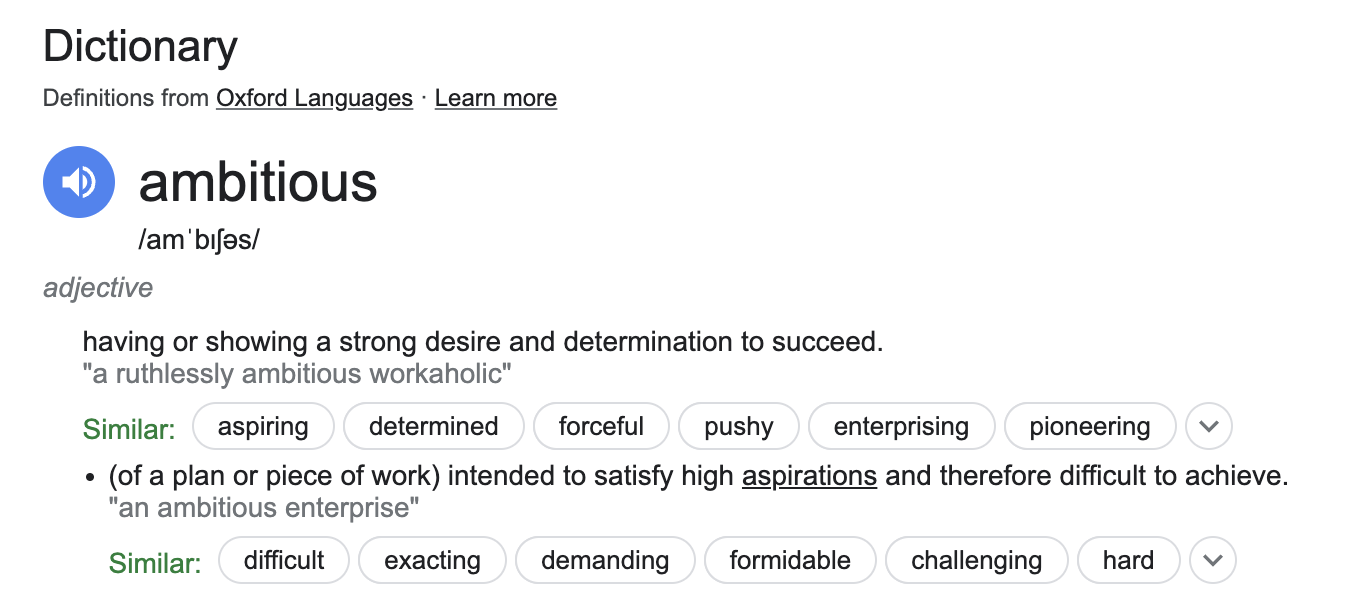 Dictionary
Definitions from Oxford Languages · Learn more
ambitious
/amˈbɪʃəs/
adjective
having or showing a strong desire and determination to succeed.
"a ruthlessly ambitious workaholic"
Similar: aspiring determined forceful pushy enterprising pioneering
• (of a plan or piece of work) intended to satisfy high aspirations and therefore difficult to achieve.
"an ambitious enterprise"
Similar: difficult exacting demanding formidable challenging hard